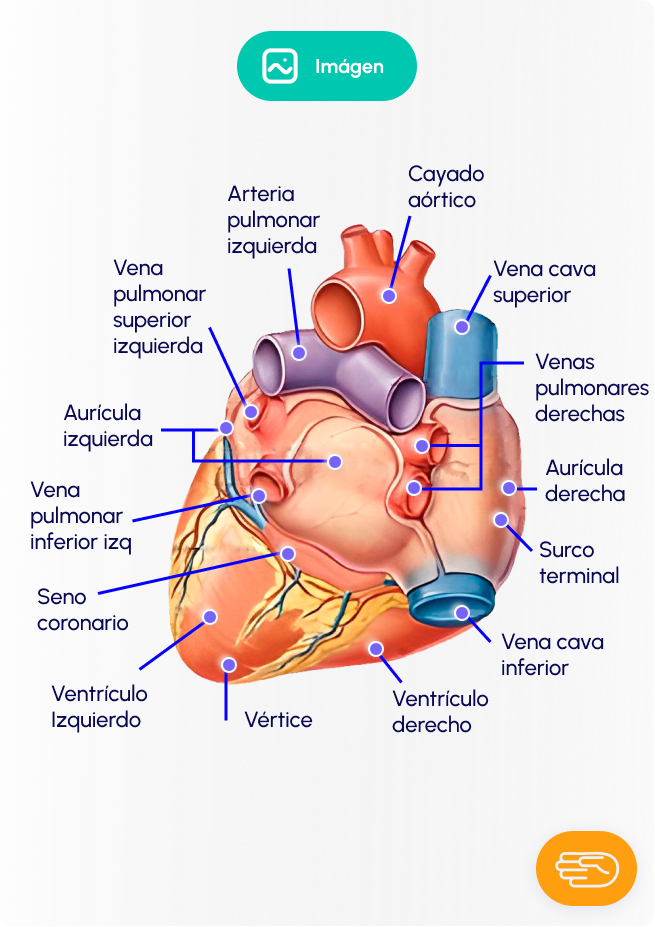 Imágen
Cayado
aórtico
Arteria
pulmonar
izquierda
Vena
pulmonar
superior
izquierda
Vena cava
superior
Venas
pulmonares
derechas
Aurícula
izquierda
Aurícula
derecha
Vena
pulmonar
inferior izq
Surco
terminal
Seno
coronario
Vena cava
inferior
Ventrículo
Izquierdo
Vértice
Ventrículo
derecho